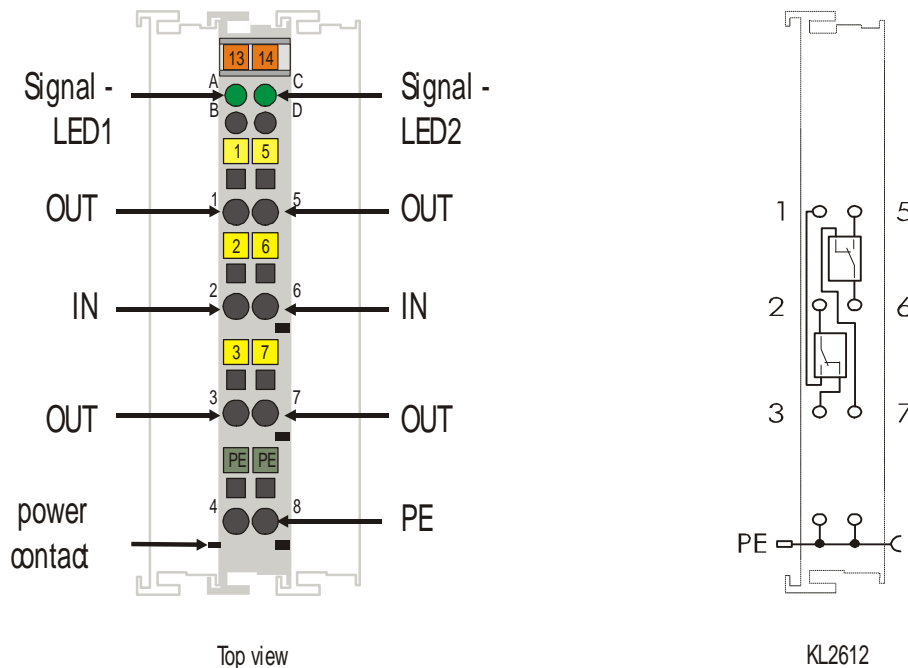 13 14
A C
Signal - Signal -
B D
LED1 LED2
1 5
1 5
OUT OUT
2 6
2 6
IN IN
3 7
3 7
OUT OUT
PE PE
4 8
power PE
contact
1 5
2 6
3 7
PE
Top view
KL2612